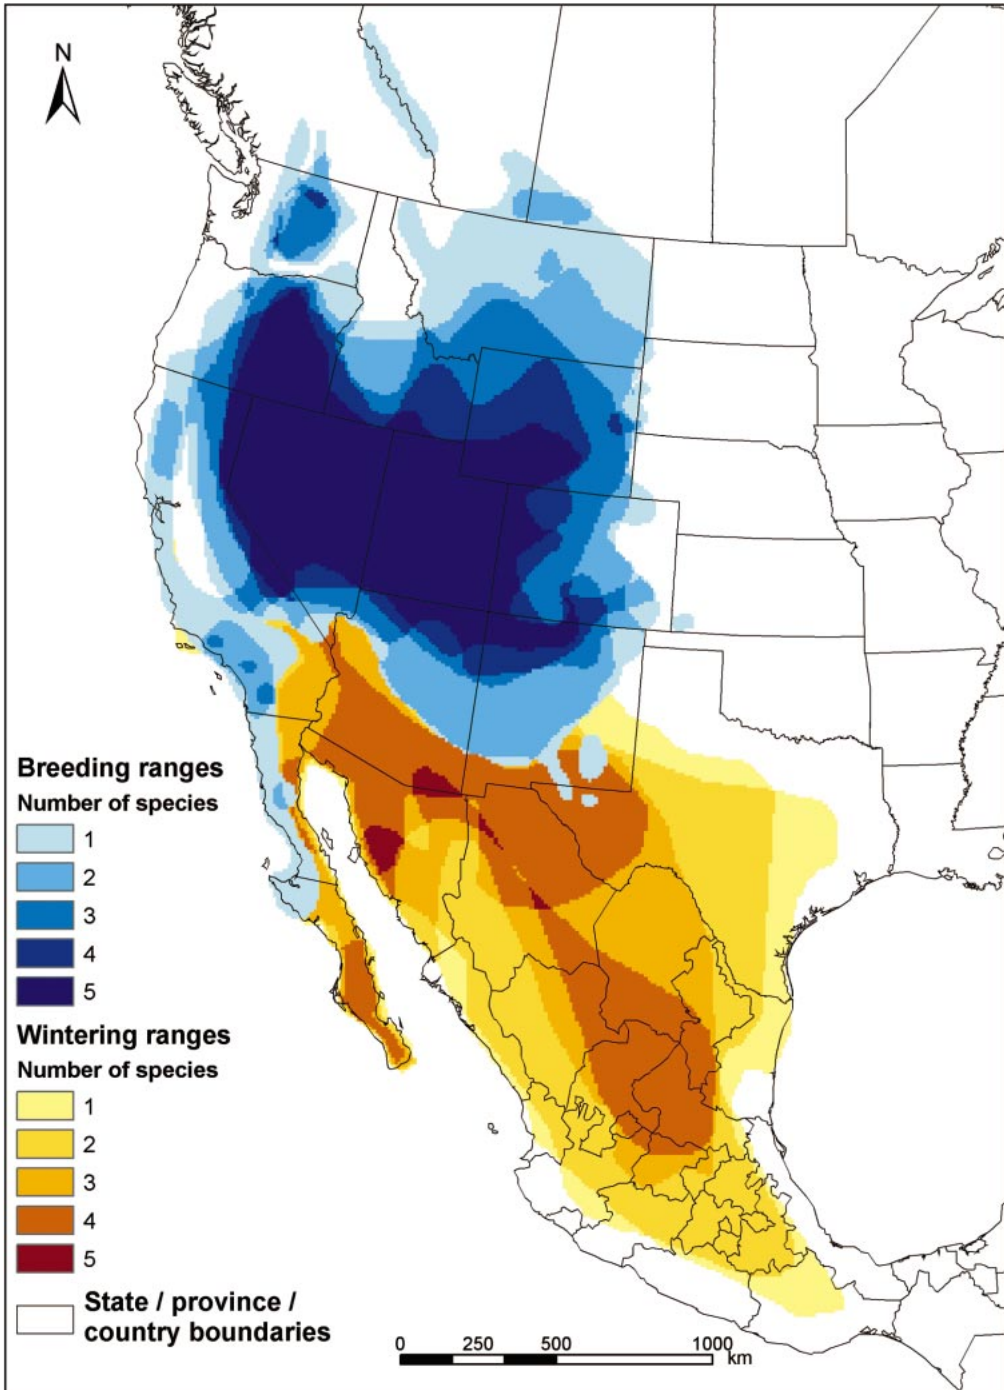 N
Breeding ranges
Number of species
1
2
3
4
5
Wintering ranges
Number of species
1
2
3
4
5
State / province /
country boundaries
0 250 500 1000
km